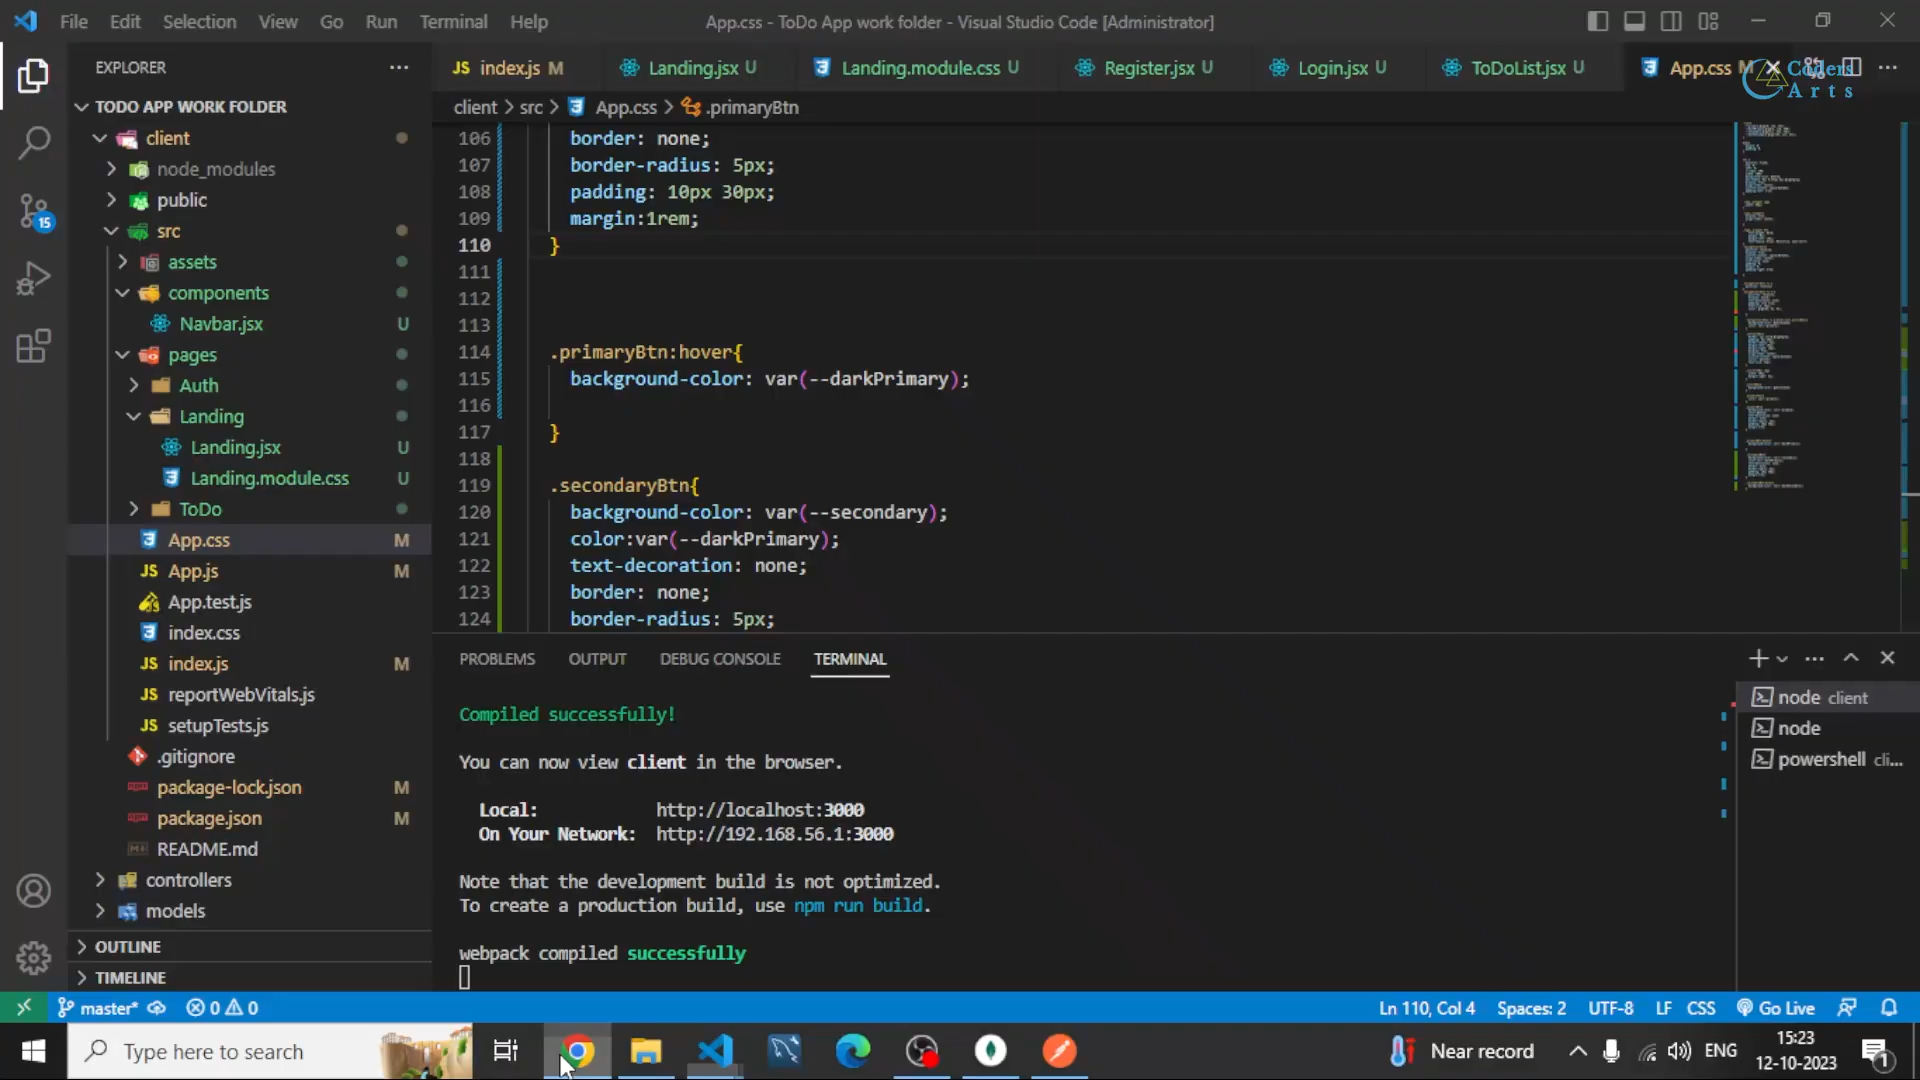 File Edit Selection View Go Run Terminal Help
App.css - ToDo App work folder - Visual Studio Code [Administrator]
EXPLORER
JS index.js M
Landing.jsx U
Landing.module.css U
Register.jsx U
Login.jsx U
ToDoList.jsx U
App.css M
Coders
Arts
client > src > App.css > .primaryBtn
TODO APP WORK FOLDER
client
node_modules
public
src
assets
components
Navbar.jsx U
pages
Auth
Landing
Landing.jsx U
Landing.module.css U
ToDo
App.css M
JS App.js M
App.test.js
index.css
JS index.js M
JS reportWebVitals.js
JS setupTests.js
.gitignore
package-lock.json M
package.json M
README.md
controllers
models
OUTLINE
TIMELINE
15
106 border: none;
107 border-radius: 5px;
108 padding: 10px 30px;
109 margin:1rem;
110 }
111
112
113
114 .primaryBtn:hover{
115 background-color: var(--darkPrimary);
116
117 }
118
119 .secondaryBtn{
120 background-color: var(--secondary);
121 color:var(--darkPrimary);
122 text-decoration: none;
123 border: none;
124 border-radius: 5px;
PROBLEMS OUTPUT DEBUG CONSOLE TERMINAL
Compiled successfully!
You can now view client in the browser.
Local: http://localhost:3000
On Your Network: http://192.168.56.1:3000
Note that the development build is not optimized.
To create a production build, use npm run build.
webpack compiled successfully
node client
node
powershell cli...
master* 0 0
Ln 110, Col 4 Spaces: 2 UTF-8 LF CSS Go Live
Type here to search
Near record
ENG
15:23
12-10-2023
1